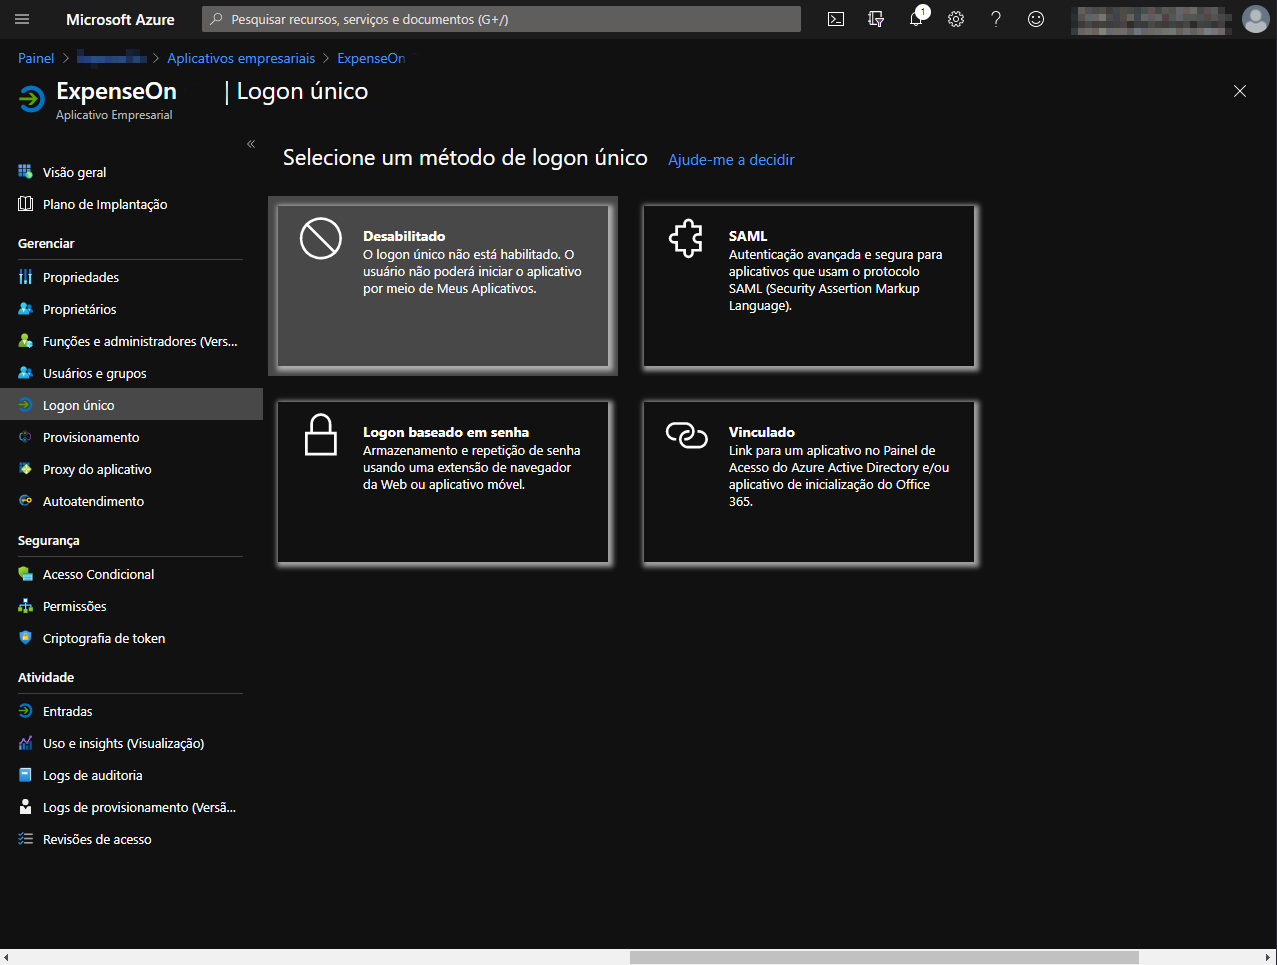 Microsoft Azure
Pesquisar recursos, serviços e documentos (G+/)
1
Painel
Aplicativos empresariais
ExpenseOn
ExpenseOn | Logon único
Aplicativo Empresarial
«
Visão geral
Plano de Implantação
Gerenciar
Propriedades
Proprietários
Funções e administradores (Vers...
Usuários e grupos
Logon único
Provisionamento
Proxy do aplicativo
Autoatendimento
Segurança
Acesso Condicional
Permissões
Criptografia de token
Atividade
Entradas
Uso e insights (Visualização)
Logs de auditoria
Logs de provisionamento (Versã...
Revisões de acesso
Selecione um método de logon único
Ajude-me a decidir
Desabilitado
O logon único não está habilitado. O
usuário não poderá iniciar o aplicativo
por meio de Meus Aplicativos.
SAML
Autenticação avançada e segura para
aplicativos que usam o protocolo
SAML (Security Assertion Markup
Language).
Logon baseado em senha
Armazenamento e repetição de senha
usando uma extensão de navegador
da Web ou aplicativo móvel.
Vinculado
Link para um aplicativo no Painel de
Acesso do Azure Active Directory e/ou
aplicativo de inicialização do Office
365.